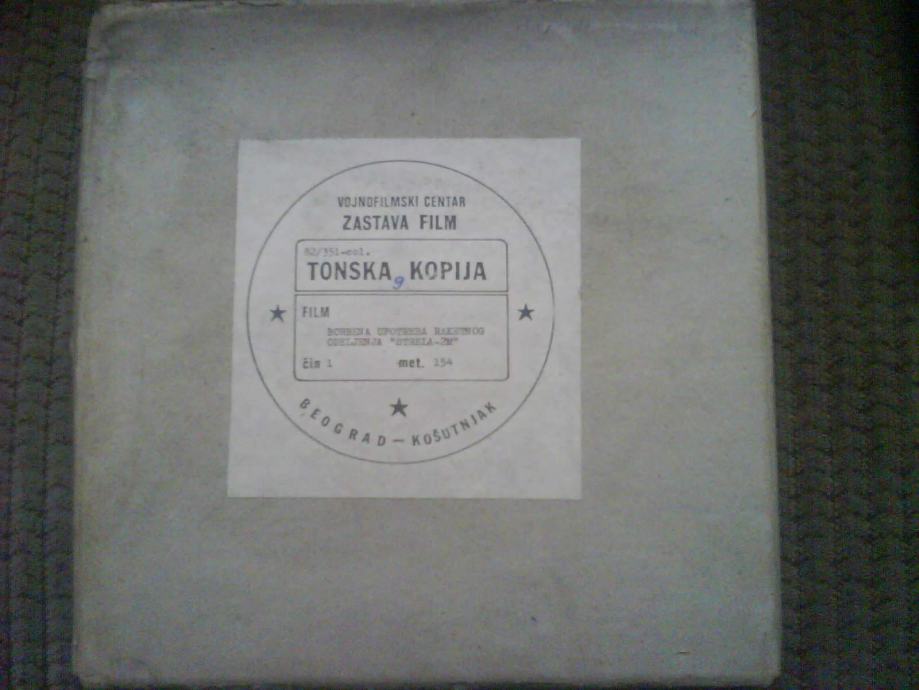 VOJNOFILMSKI CENTAR
ZASTAVA FILM
82/351-col.
TONSKA KOPIJA
9
FILM
BORBENA UPOTREBA RAKETNOG
ODELJENJA "STRELA-2M"
čin 1 met. 154
BEOGRAD — KOŠUTNJAK